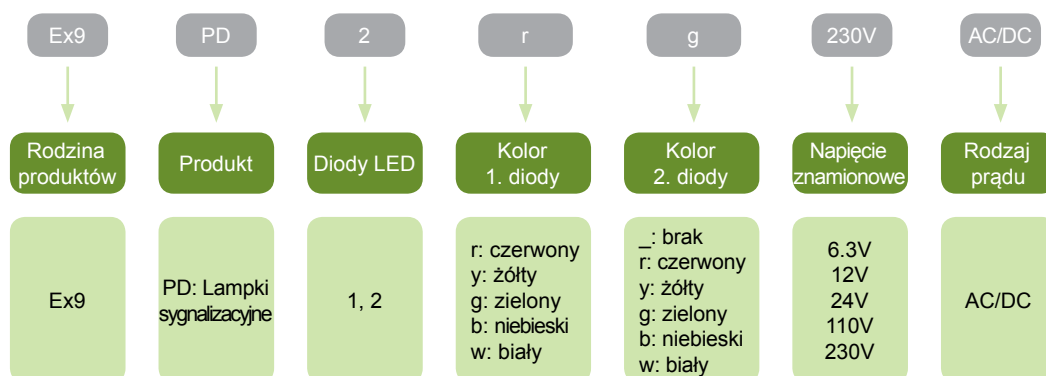 Ex9
PD
2
r
g
230V
AC/DC
Rodzina
produktów
Produkt
Diody LED
Kolor
1. diody
Kolor
2. diody
Napięcie
znamionowe
Rodzaj
prądu
Ex9
PD: Lampki
sygnalizacyjne
1, 2
r: czerwony
y: żółty
g: zielony
b: niebieski
w: biały
_: brak
r: czerwony
y: żółty
g: zielony
b: niebieski
w: biały
6.3V
12V
24V
110V
230V
AC/DC